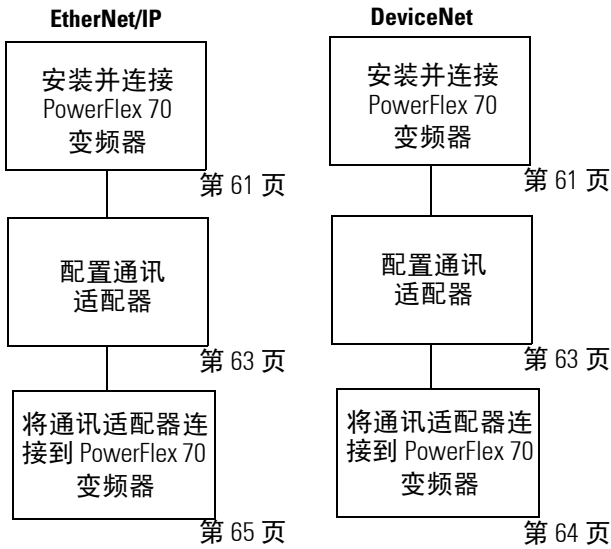 EtherNet/IP
安装并连接
PowerFlex 70
变频器
第 61 页
配置通讯
适配器
第 63 页
将通讯适配器连
接到 PowerFlex 70
变频器
第 65 页
DeviceNet
安装并连接
PowerFlex 70
变频器
第 61 页
配置通讯
适配器
第 63 页
将通讯适配器连
接到 PowerFlex 70
变频器
第 64 页